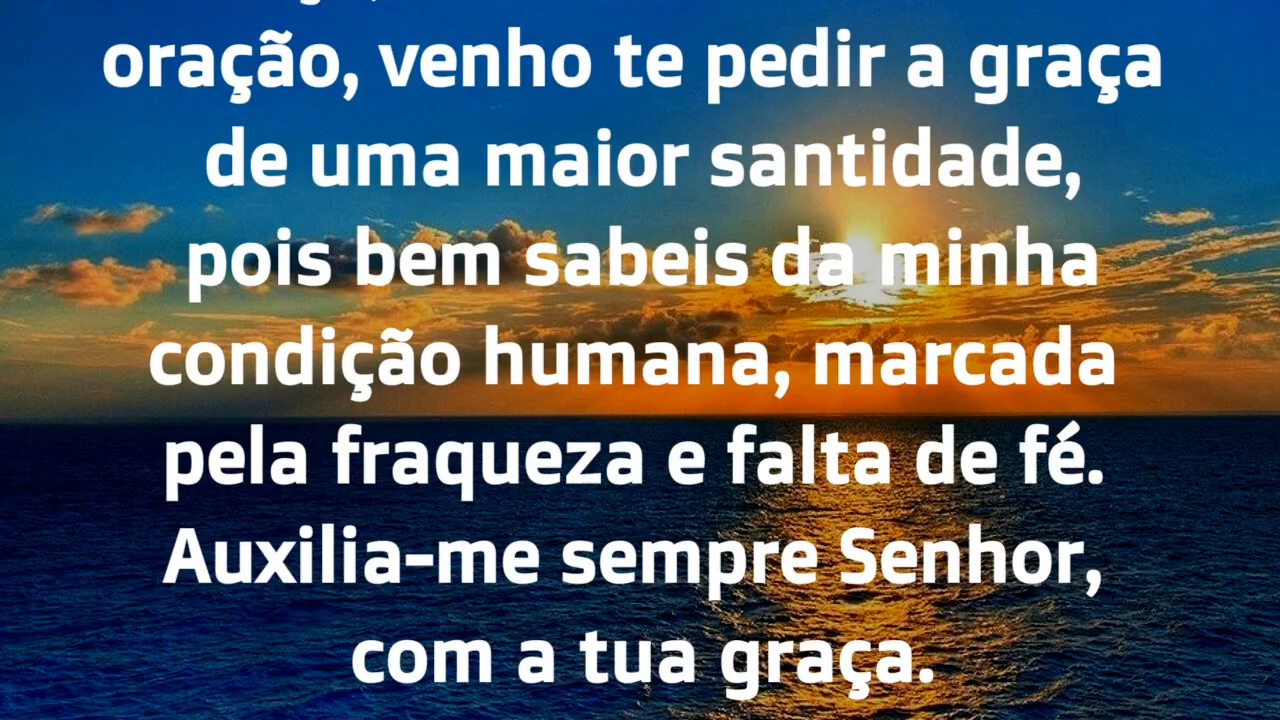 oração, venho te pedir a graça
de uma maior santidade,
pois bem sabeis da minha
condição humana, marcada
pela fraqueza e falta de fé.
Auxilia-me sempre Senhor,
com a tua graça.